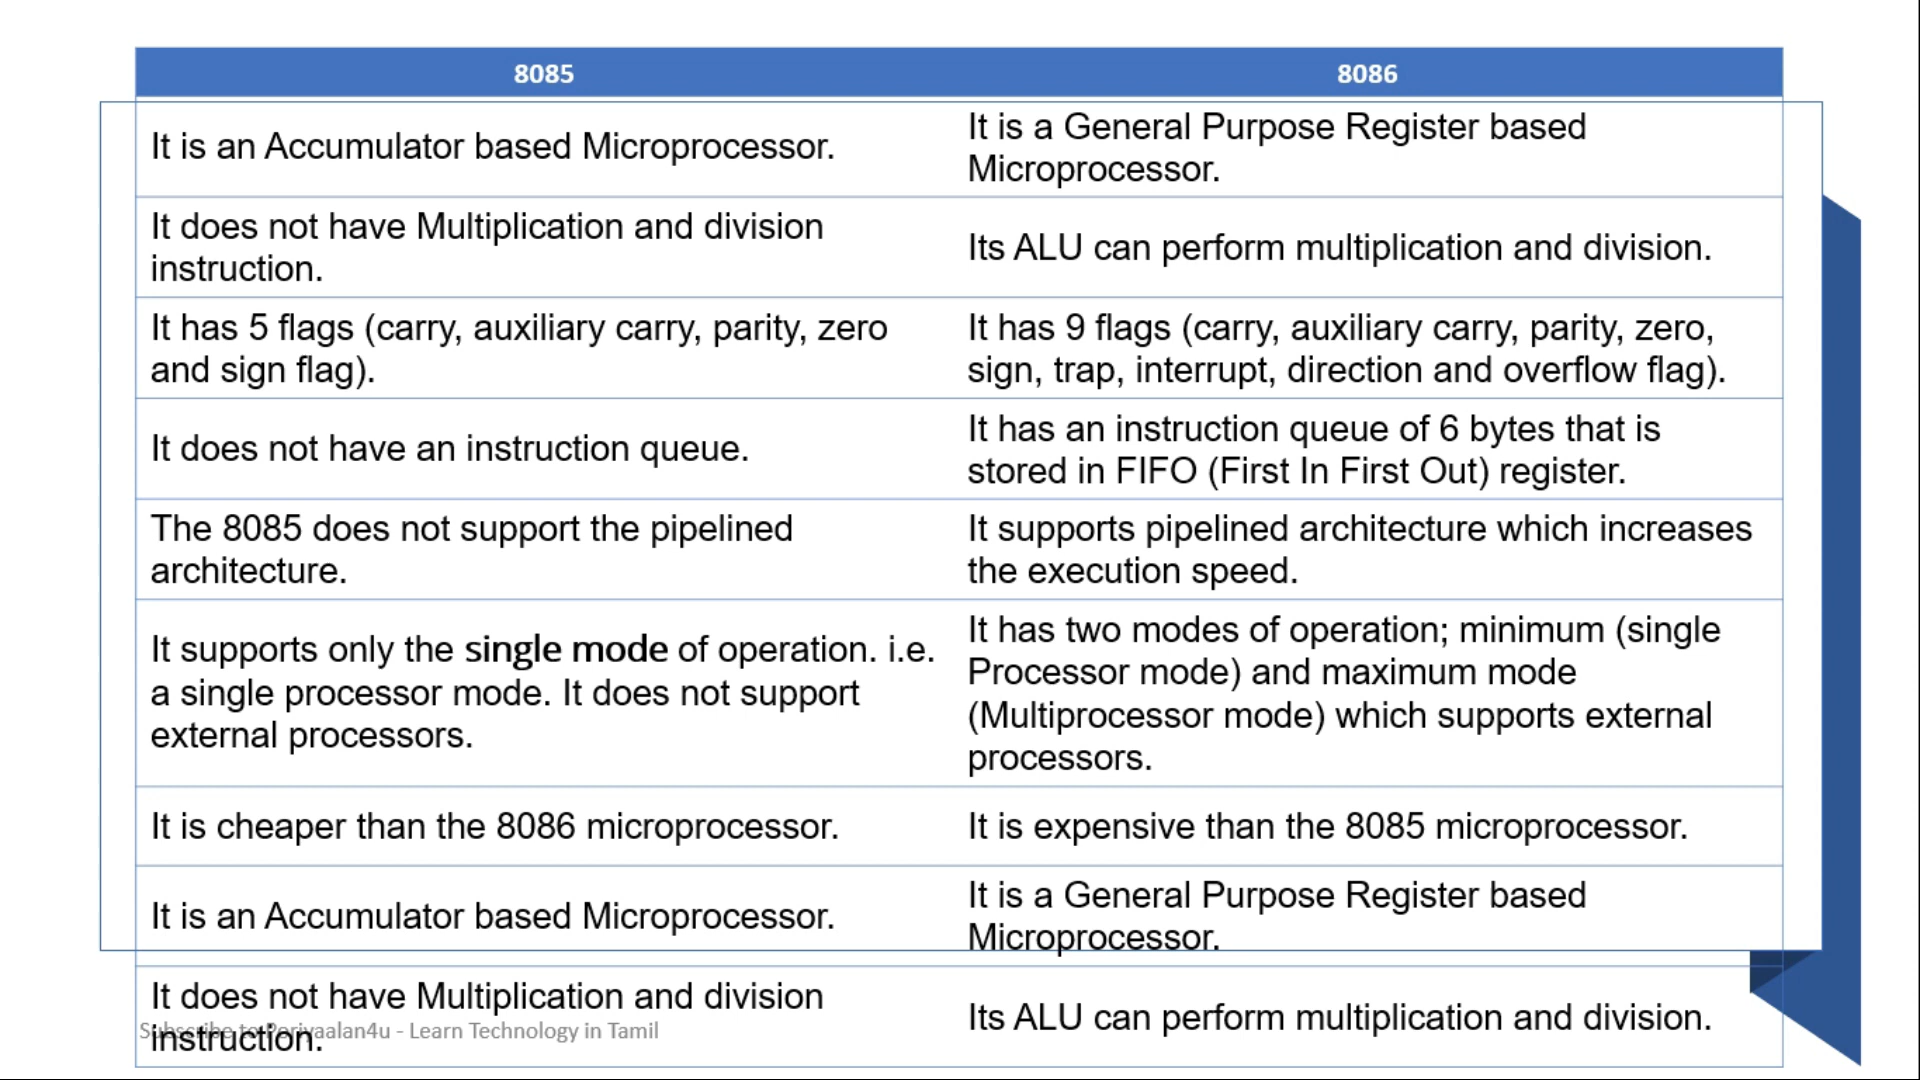 8085
8086
It is an Accumulator based Microprocessor.
It is a General Purpose Register based
Microprocessor.
It does not have Multiplication and division
instruction.
Its ALU can perform multiplication and division.
It has 5 flags (carry, auxiliary carry, parity, zero
and sign flag).
It has 9 flags (carry, auxiliary carry, parity, zero,
sign, trap, interrupt, direction and overflow flag).
It does not have an instruction queue.
It has an instruction queue of 6 bytes that is
stored in FIFO (First In First Out) register.
The 8085 does not support the pipelined
architecture.
It supports pipelined architecture which increases
the execution speed.
It supports only the single mode of operation. i.e.
a single processor mode. It does not support
external processors.
It has two modes of operation; minimum (single
Processor mode) and maximum mode
(Multiprocessor mode) which supports external
processors.
It is cheaper than the 8086 microprocessor.
It is expensive than the 8085 microprocessor.
It is an Accumulator based Microprocessor.
It is a General Purpose Register based
Microprocessor.
It does not have Multiplication and division
instruction.
Its ALU can perform multiplication and division.
Subscribe to Poriyaalan4u - Learn Technology in Tamil